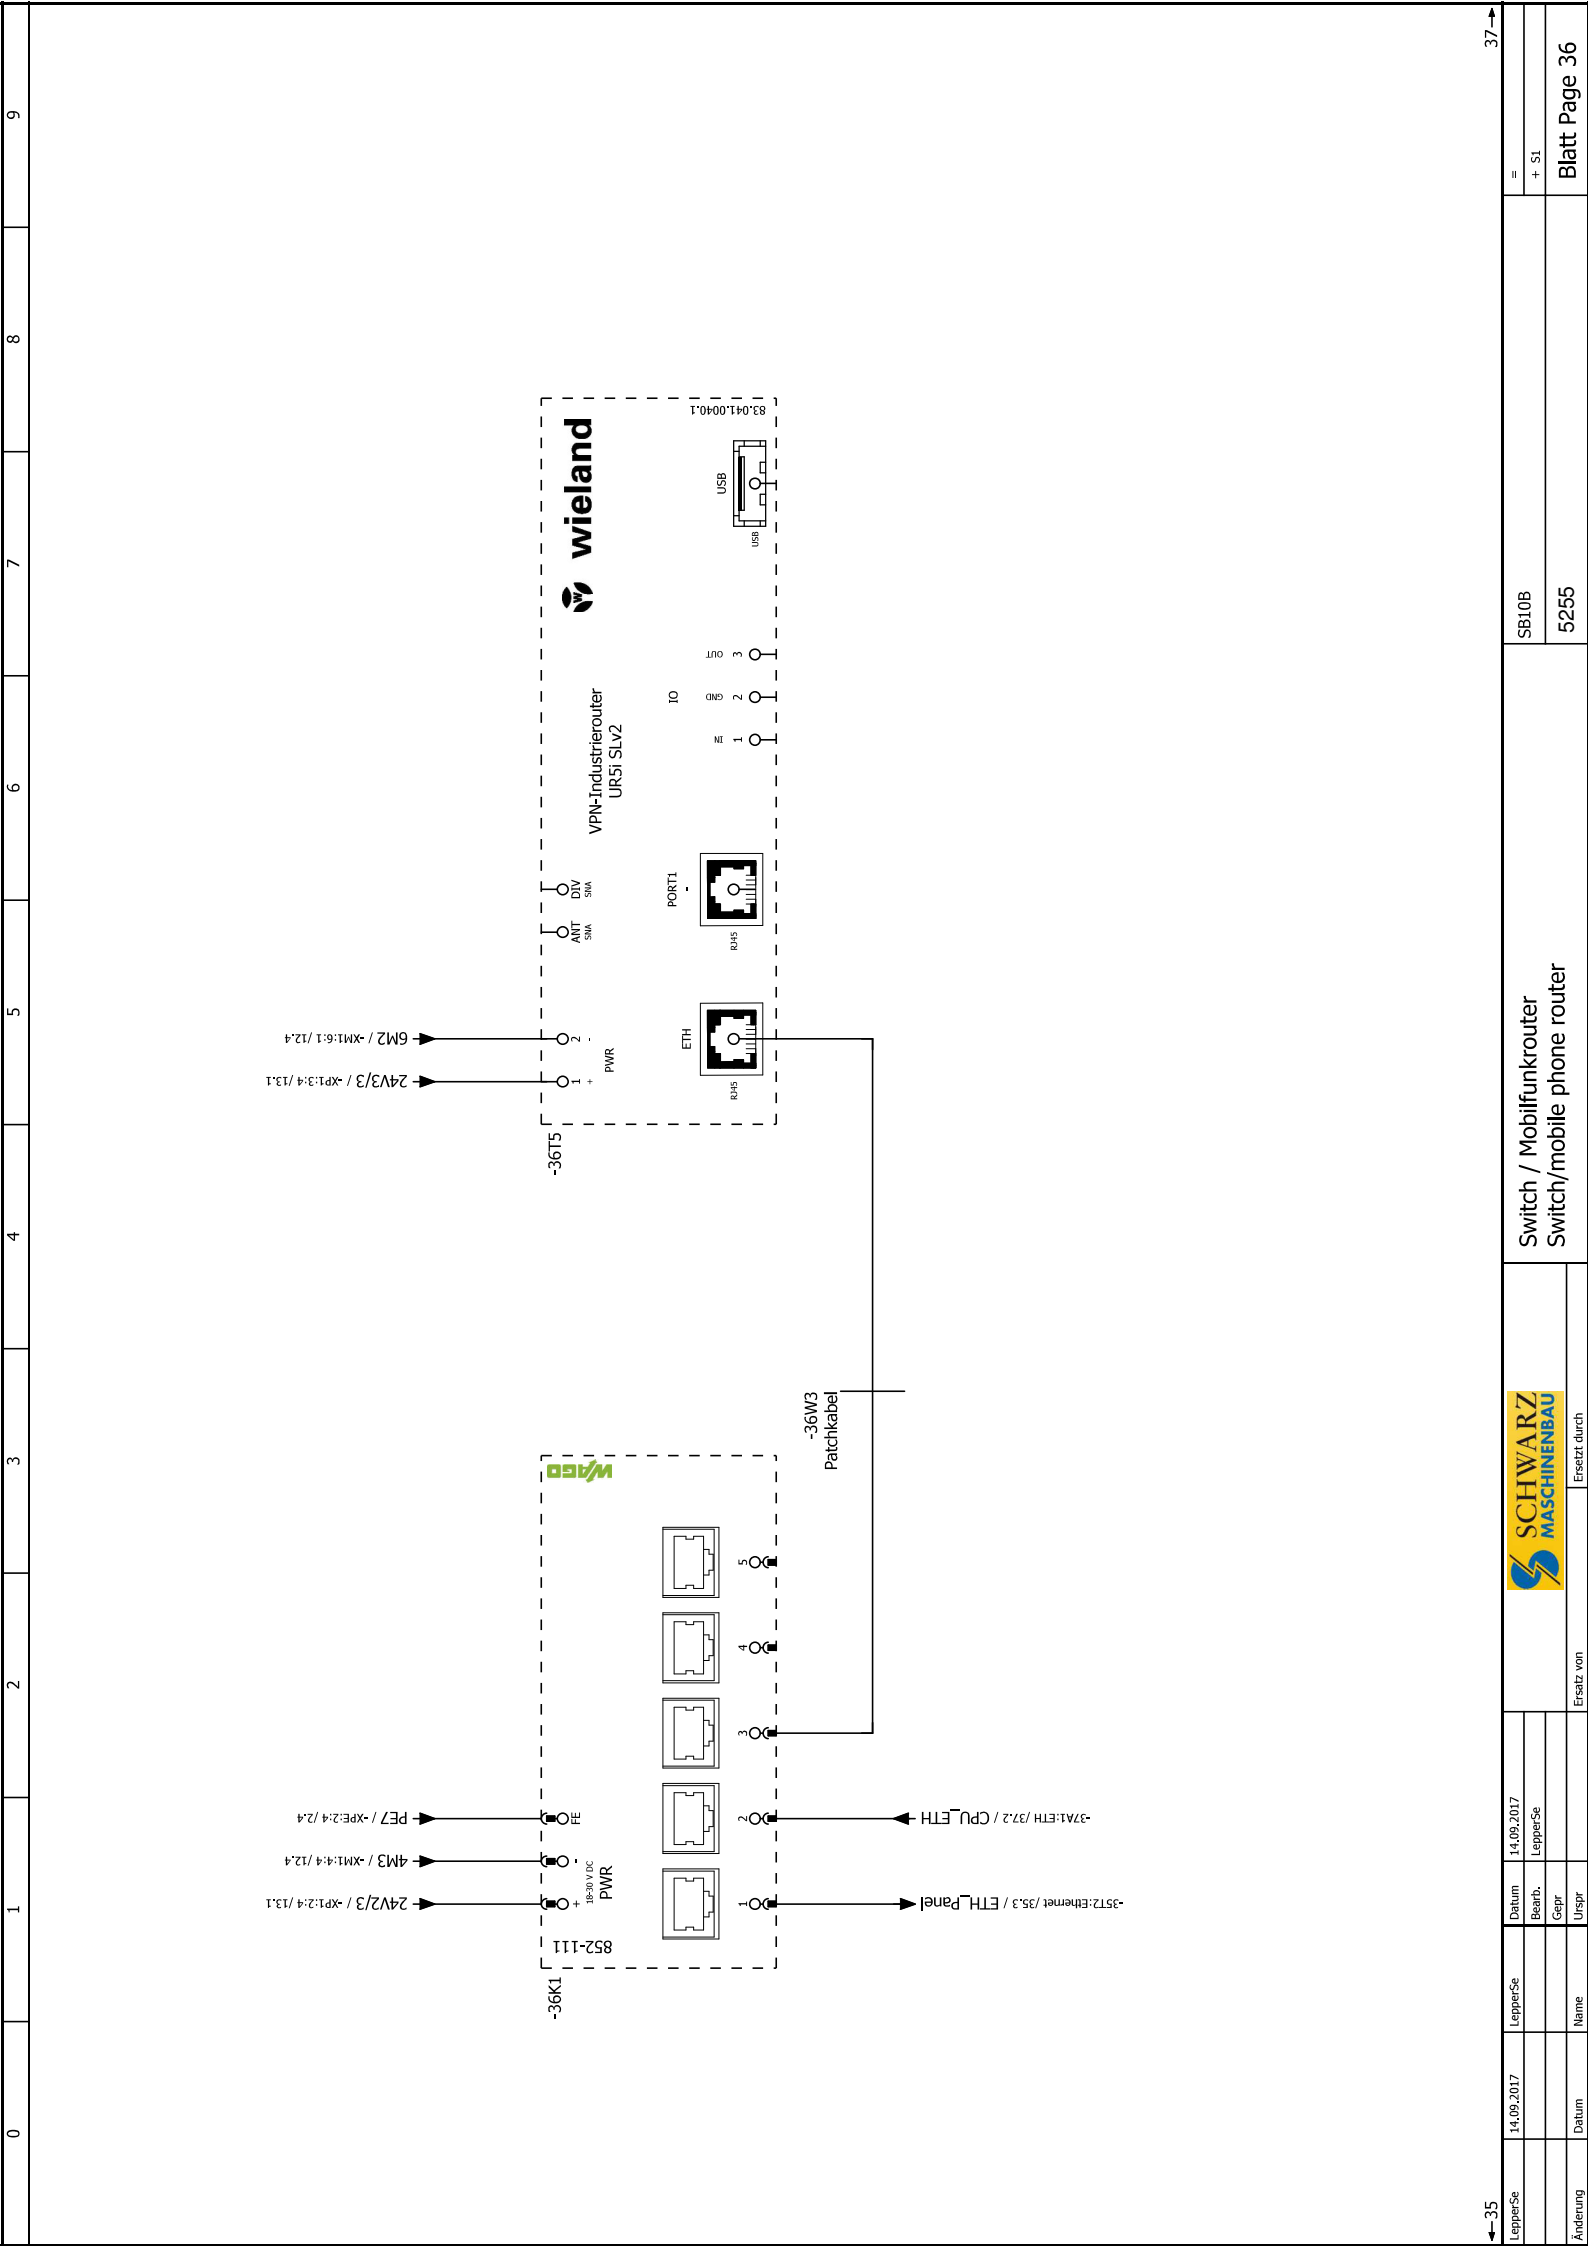 0 1 2 3 4 5 6 7 8 9
24V2/3 / -XP1:2:4 /13.1
4M3 / -XM1:4:4 /12.4
PE7 / -XPE:2:4 /2.4
24V3/3 / -XP1:3:4 /13.1
6M2 / -XM1:6:1 /12.4
-36K1
852-111
+ - FE
18-30 V DC
PWR
WAGO
1 2 3 4 5
-35T2:Ethernet /35.3 / ETH_Panel
-37A1:ETH /37.2 / CPU_ETH
-36W3
Patchkabel
-36T5
1 2
+ -
PWR
ANT DIV
SNA SNA
VPN-Industrierouter
UR5i SLv2
wieland
ETH
RJ45
PORT1
-
RJ45
IO
IN GND OUT
1 2 3
USB
USB
83.041.0040.1
35
37
LepperSe 14.09.2017 LepperSe
Änderung Datum Name
Datum 14.09.2017
Bearb. LepperSe
Gepr
Urspr
Ersatz von
Ersetzt durch
SCHWARZ
MASCHINENBAU
Switch / Mobilfunkrouter
Switch/mobile phone router
SB10B
5255
=
+ S1
Blatt Page 36